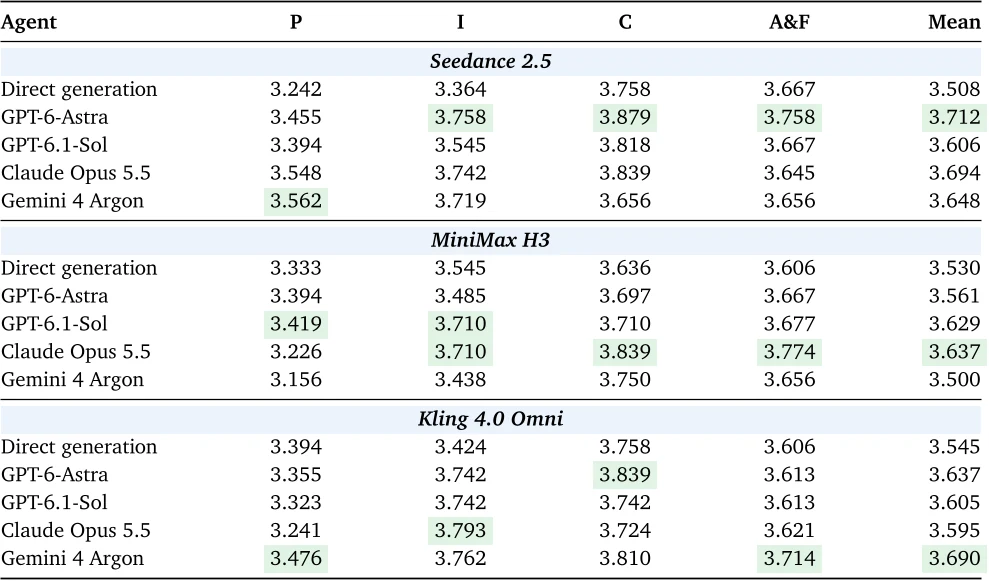 Agent P I C A&F Mean
Seedance 2.5
Direct generation 3.242 3.364 3.758 3.667 3.508
GPT-6-Astra 3.455 3.758 3.879 3.758 3.712
GPT-6.1-Sol 3.394 3.545 3.818 3.667 3.606
Claude Opus 5.5 3.548 3.742 3.839 3.645 3.694
Gemini 4 Argon 3.562 3.719 3.656 3.656 3.648
MiniMax H3
Direct generation 3.333 3.545 3.636 3.606 3.530
GPT-6-Astra 3.394 3.485 3.697 3.667 3.561
GPT-6.1-Sol 3.419 3.710 3.710 3.677 3.629
Claude Opus 5.5 3.226 3.710 3.839 3.774 3.637
Gemini 4 Argon 3.156 3.438 3.750 3.656 3.500
Kling 4.0 Omni
Direct generation 3.394 3.424 3.758 3.606 3.545
GPT-6-Astra 3.355 3.742 3.839 3.613 3.637
GPT-6.1-Sol 3.323 3.742 3.742 3.613 3.605
Claude Opus 5.5 3.241 3.793 3.724 3.621 3.595
Gemini 4 Argon 3.476 3.762 3.810 3.714 3.690